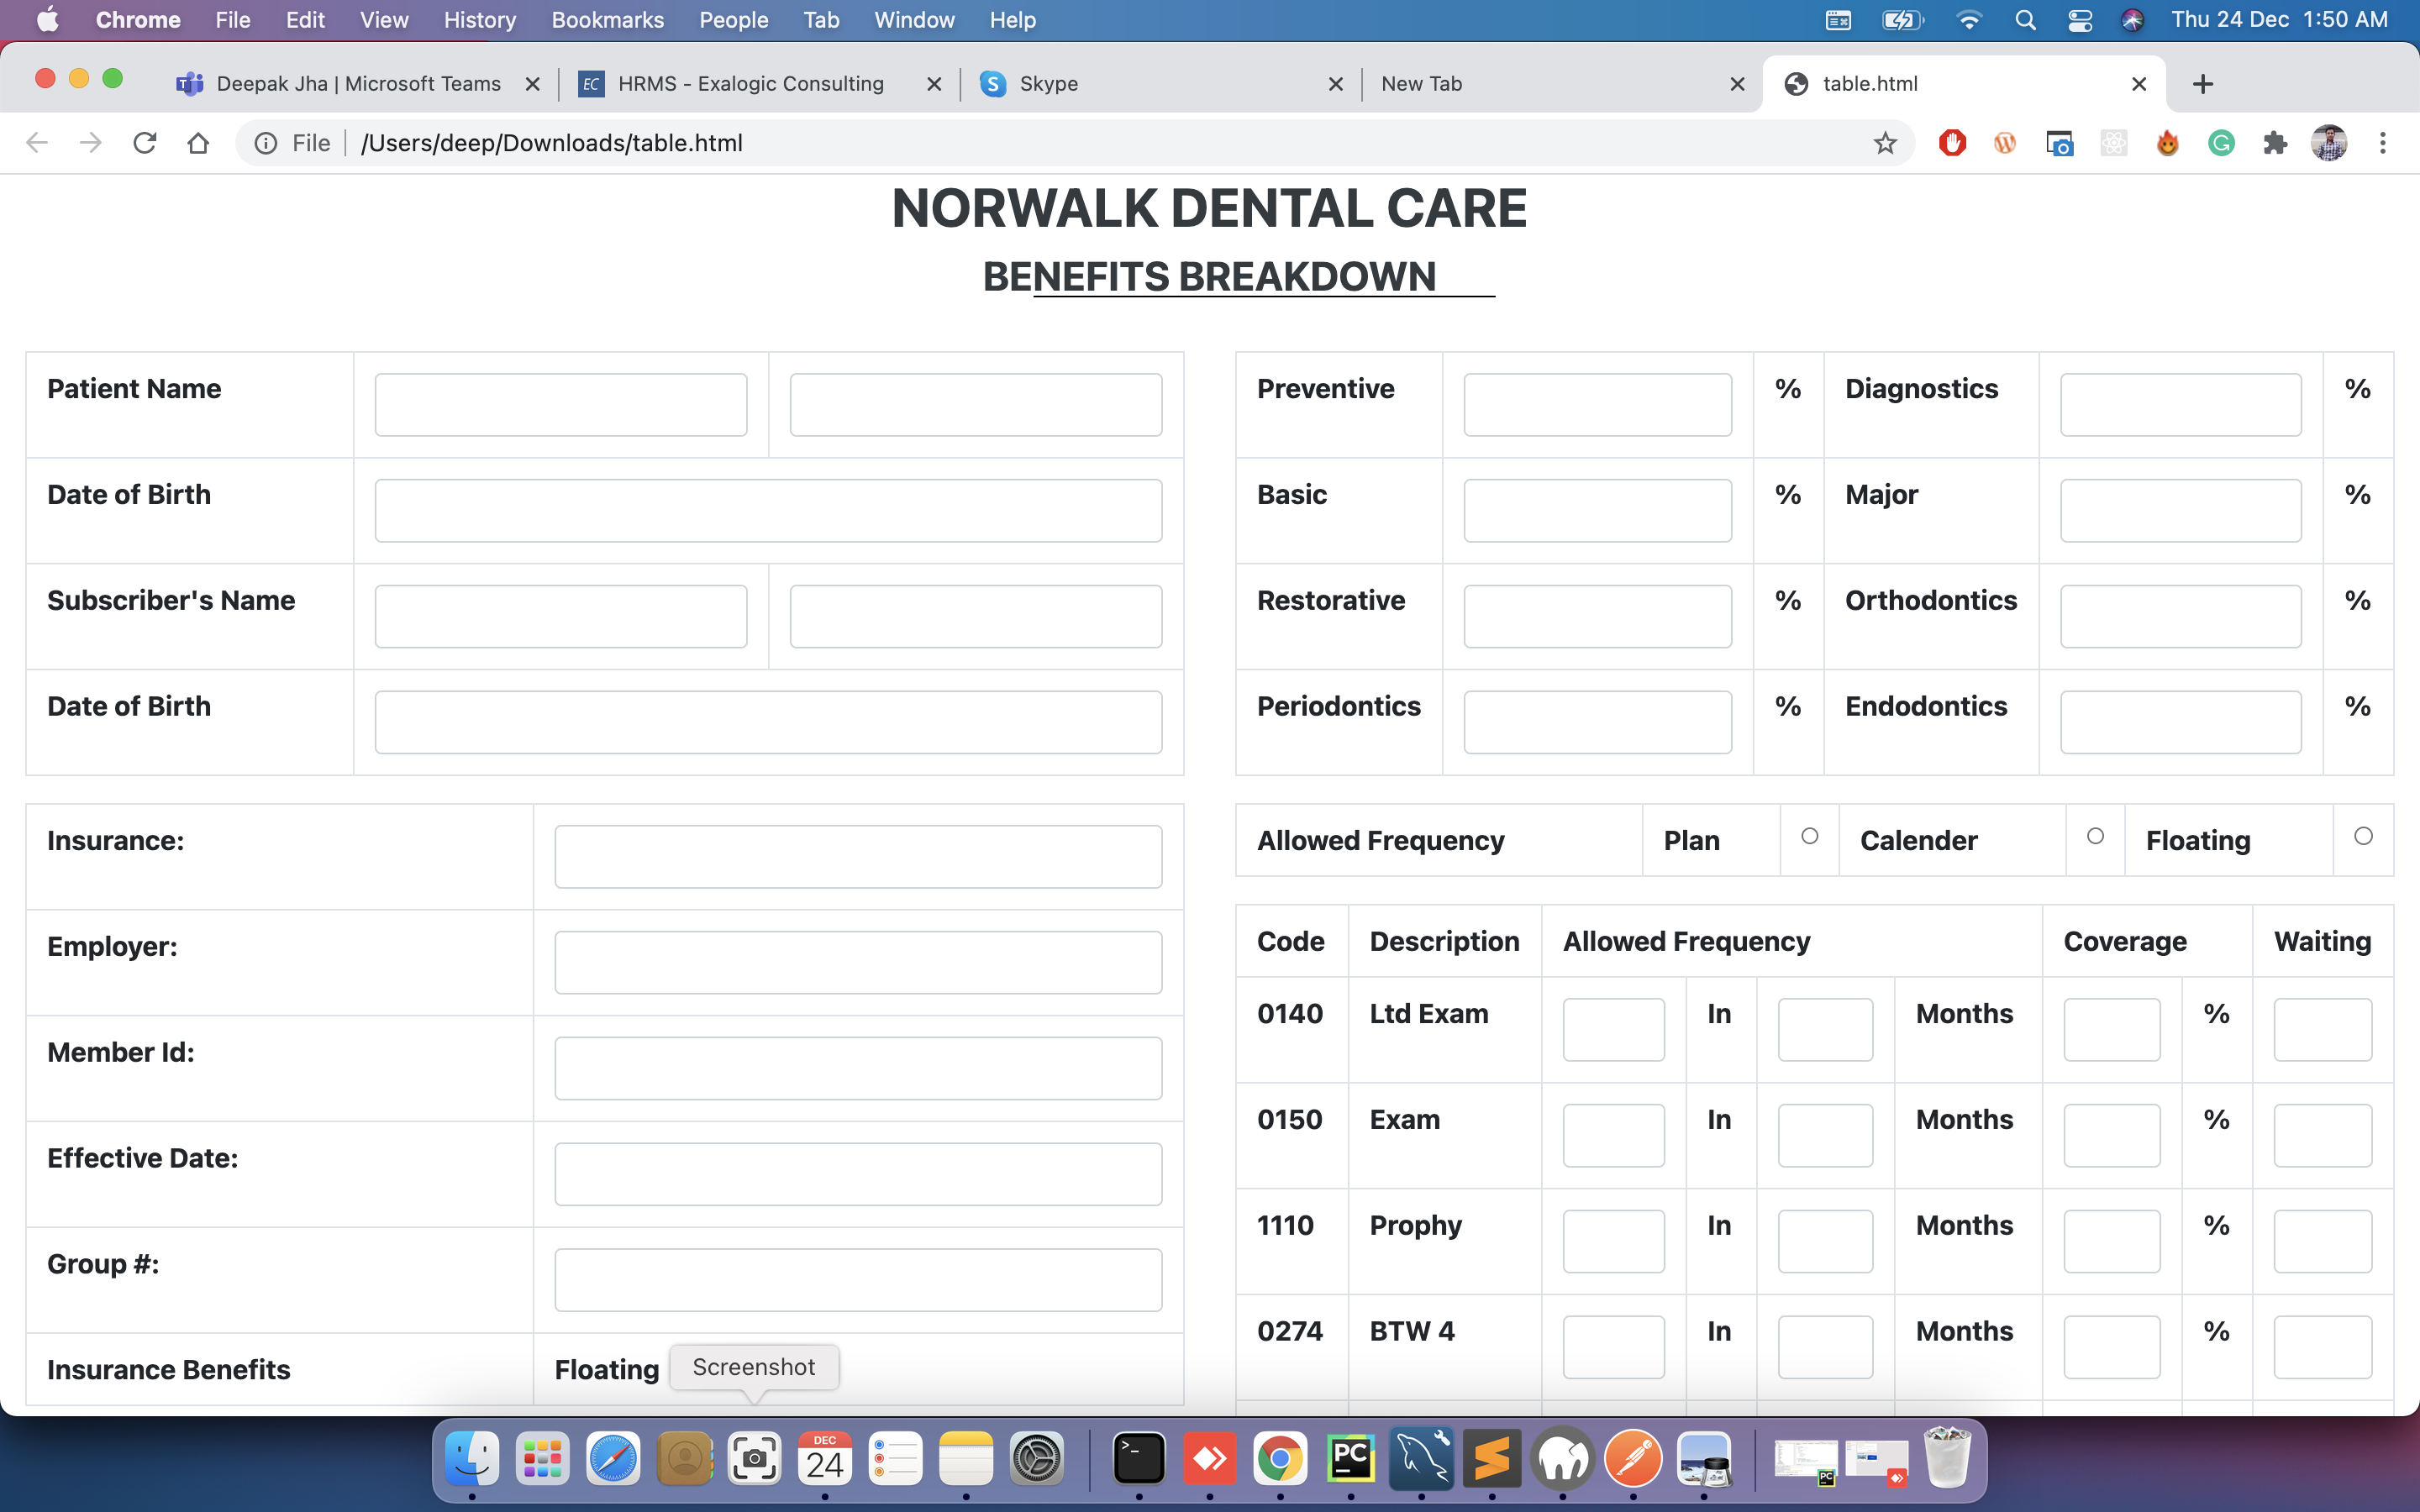 Chrome File Edit View History Bookmarks People Tab Window Help Thu 24 Dec 1:50 AM
Deepak Jha | Microsoft Teams EC HRMS - Exalogic Consulting S Skype New Tab table.html
File /Users/deep/Downloads/table.html
NORWALK DENTAL CARE
BENEFITS BREAKDOWN
Patient Name
Date of Birth
Subscriber's Name
Date of Birth
Preventive % Diagnostics %
Basic % Major %
Restorative % Orthodontics %
Periodontics % Endodontics %
Insurance:
Employer:
Member Id:
Effective Date:
Group #:
Insurance Benefits Floating
Allowed Frequency Plan Calender Floating
Code Description Allowed Frequency Coverage Waiting
0140 Ltd Exam In Months %
0150 Exam In Months %
1110 Prophy In Months %
0274 BTW 4 In Months %
Screenshot
DEC
24
>_
PC
PC